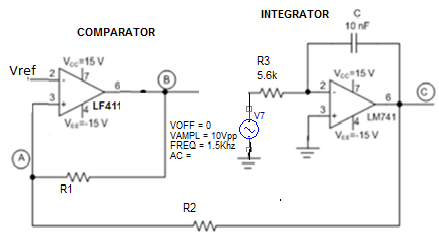 COMPARATOR
INTEGRATOR
C
10 nF
Vref
VCC=15 V
2
7
6
3
4
LF411
VEE=-15 V
B
R3
5.6k
VCC=15 V
2
7
6
3
4
LM741
VEE=-15 V
C
V7
VOFF = 0
VAMPL = 10Vpp
FREQ = 1.5Khz
AC =
A
R1
R2